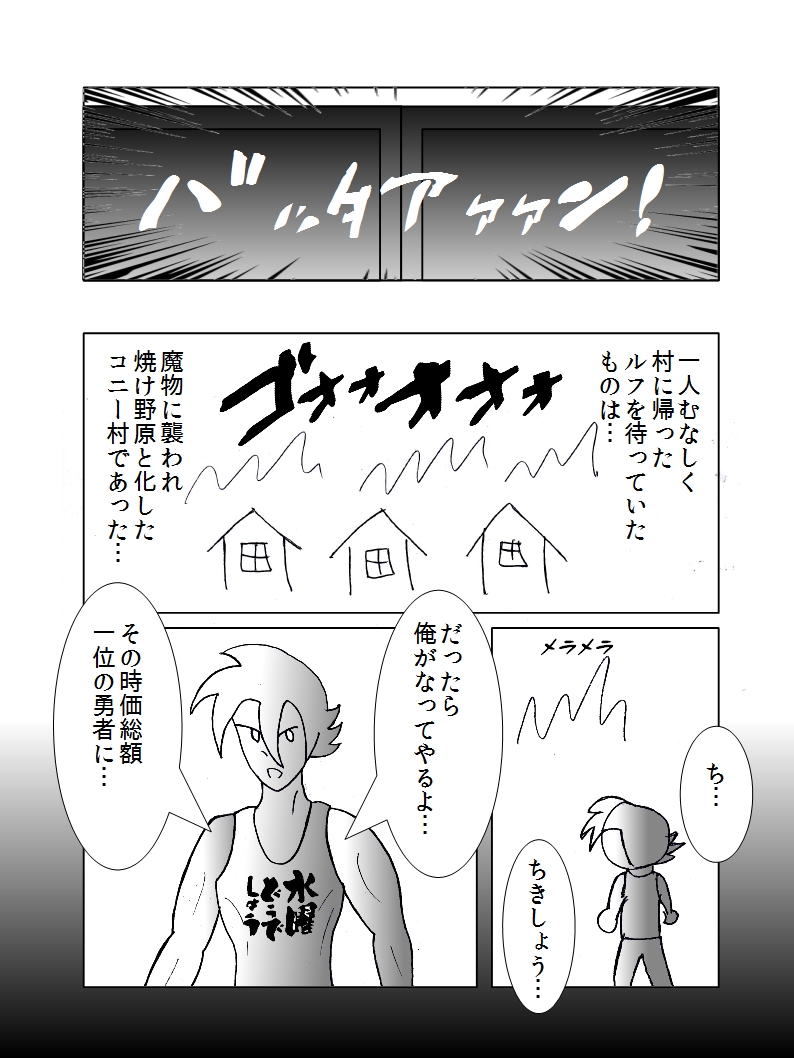 バッタアァァン！
一人むなしく
村に帰った
ルフを待っていた
ものは…
ゴォォオォォ
魔物に襲われ
焼け野原と化した
コニー村であった…
メラメラ
ち…
ちきしょう…
だったら
俺がなってやるよ…
その時価総額
一位の勇者に…
水曜
どうで
しょう